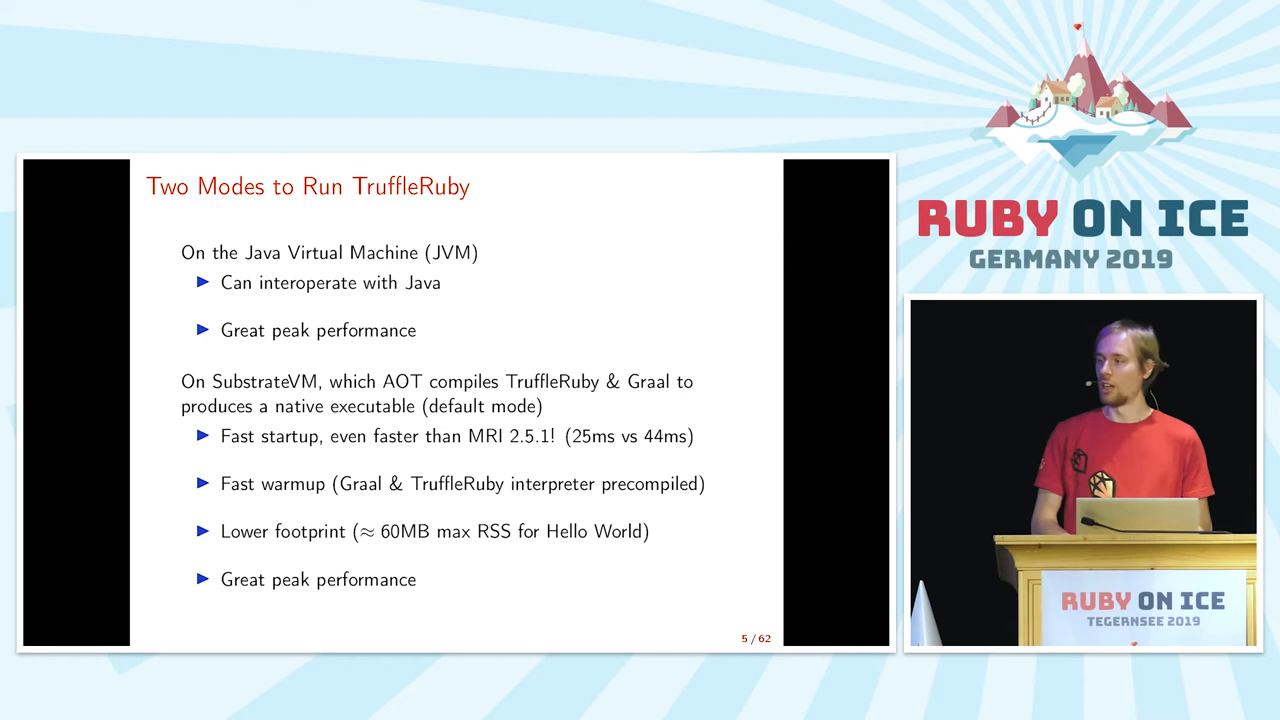 Two Modes to Run TruffleRuby
On the Java Virtual Machine (JVM)
Can interoperate with Java
Great peak performance
On SubstrateVM, which AOT compiles TruffleRuby & Graal to
produces a native executable (default mode)
Fast startup, even faster than MRI 2.5.1! (25ms vs 44ms)
Fast warmup (Graal & TruffleRuby interpreter precompiled)
Lower footprint (≈ 60MB max RSS for Hello World)
Great peak performance
5 / 62
RUBY ON ICE
GERMANY 2019
RUBY ON ICE
TEGERNSEE 2019